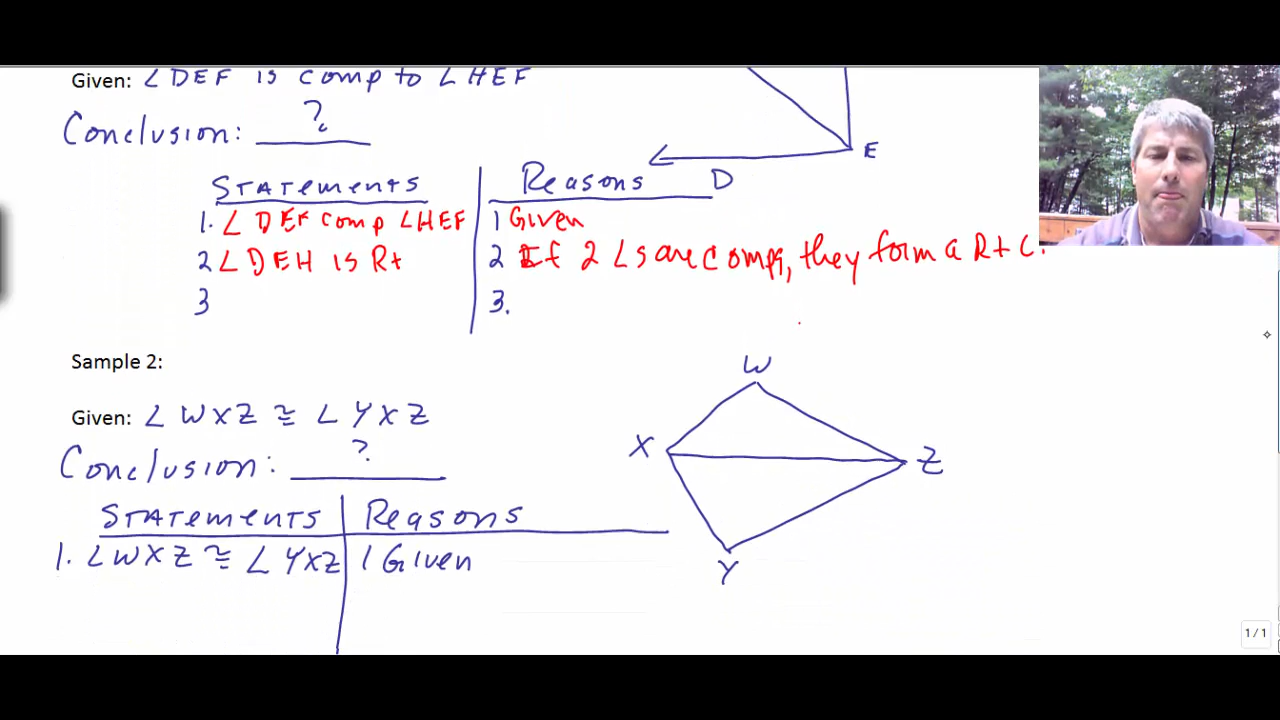 Given: ∠DEF is comp to ∠HEF
Conclusion: ?
E
Statements Reasons D
1. ∠DEF comp ∠HEF 1 Given
2 ∠DEH is Rt 2 If 2 ∠s are comp, they form a Rt ∠.
3 3.
Sample 2:
W
Given: ∠WXZ ≅ ∠YXZ
X Z
Conclusion: ?
Statements Reasons
1. ∠WXZ ≅ ∠YXZ 1 Given
Y
1 / 1